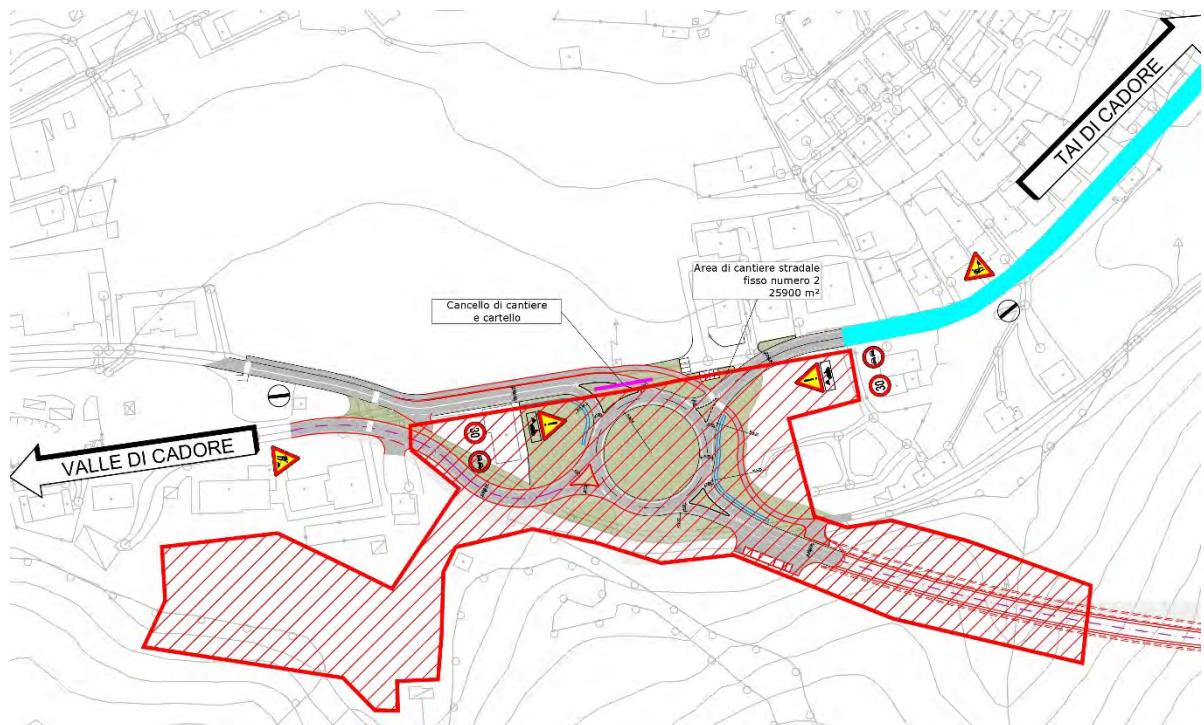 TAI DI CADORE
Area di cantiere stradale
fisso numero 2
25900 m²
Cancello di cantiere
e cartello
30
30
VALLE DI CADORE